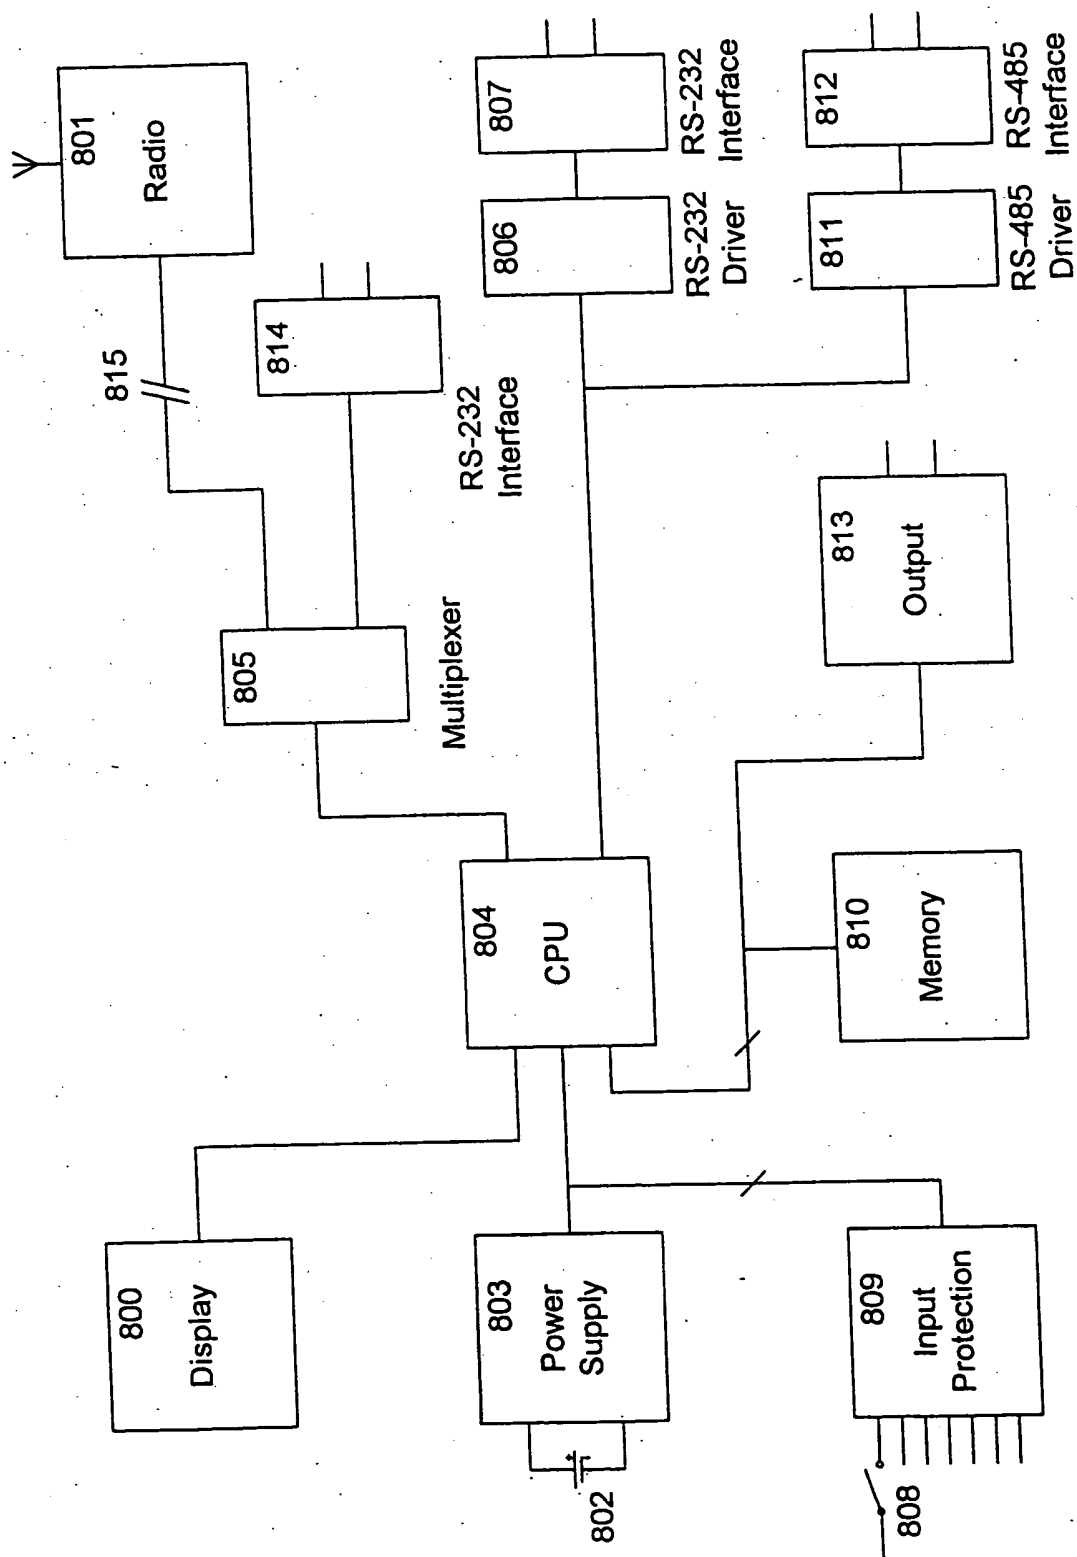 800
Display
802
803
Power
Supply
808
809
Input
Protection
804
CPU
810
Memory
805
Multiplexer
813
Output
815
801
Radio
814
RS-232
Interface
806
RS-232
Driver
807
RS-232
Interface
811
RS-485
Driver
812
RS-485
Interface